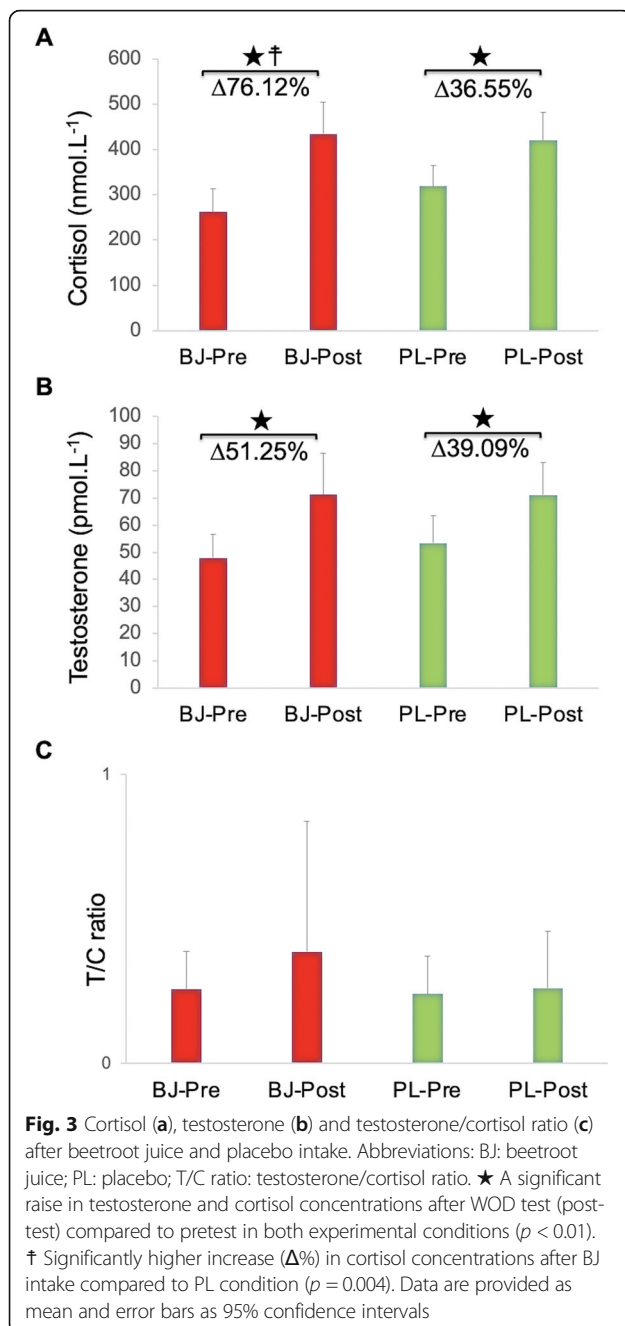 A
600
500
400
300
200
100
0
Cortisol (nmol.L-1)
★☨
Δ76.12%
★
Δ36.55%
BJ-Pre BJ-Post PL-Pre PL-Post
B
100
90
80
70
60
50
40
30
20
10
0
Testosterone (pmol.L-1)
★
Δ51.25%
★
Δ39.09%
BJ-Pre BJ-Post PL-Pre PL-Post
C
1
0
T/C ratio
BJ-Pre BJ-Post PL-Pre PL-Post
Fig. 3 Cortisol (a), testosterone (b) and testosterone/cortisol ratio (c)
after beetroot juice and placebo intake. Abbreviations: BJ: beetroot
juice; PL: placebo; T/C ratio: testosterone/cortisol ratio. ★ A significant
raise in testosterone and cortisol concentrations after WOD test (post-
test) compared to pretest in both experimental conditions (p < 0.01).
☨ Significantly higher increase (Δ%) in cortisol concentrations after BJ
intake compared to PL condition (p = 0.004). Data are provided as
mean and error bars as 95% confidence intervals